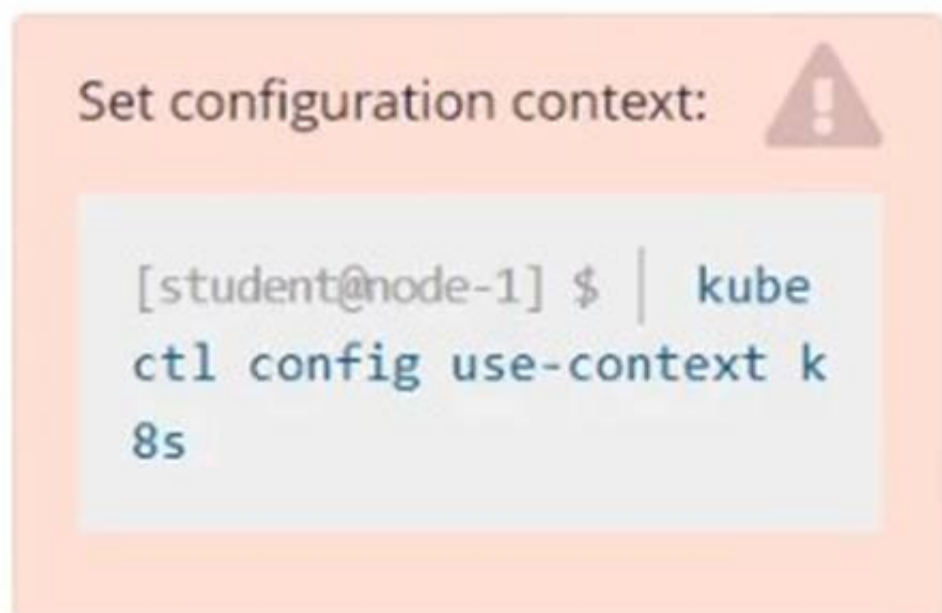 Set configuration context:
[student@node-1] $ | kube
ctl config use-context k
8s